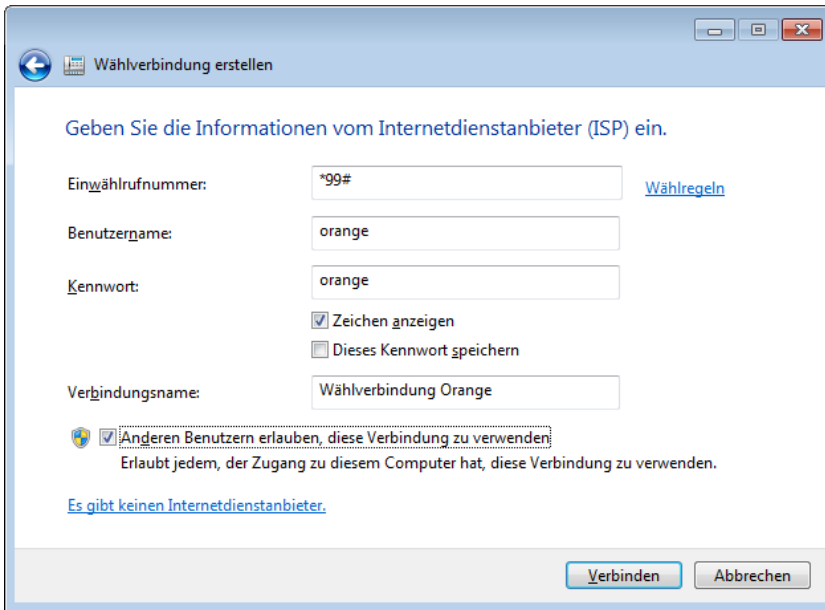 Wählverbindung erstellen
Geben Sie die Informationen vom Internetdienstanbieter (ISP) ein.
Einwählrufnummer: *99# Wählregeln
Benutzername: orange
Kennwort: orange
Zeichen anzeigen
Dieses Kennwort speichern
Verbindungsname: Wählverbindung Orange
Anderen Benutzern erlauben, diese Verbindung zu verwenden
Erlaubt jedem, der Zugang zu diesem Computer hat, diese Verbindung zu verwenden.
Es gibt keinen Internetdienstanbieter.
Verbinden Abbrechen